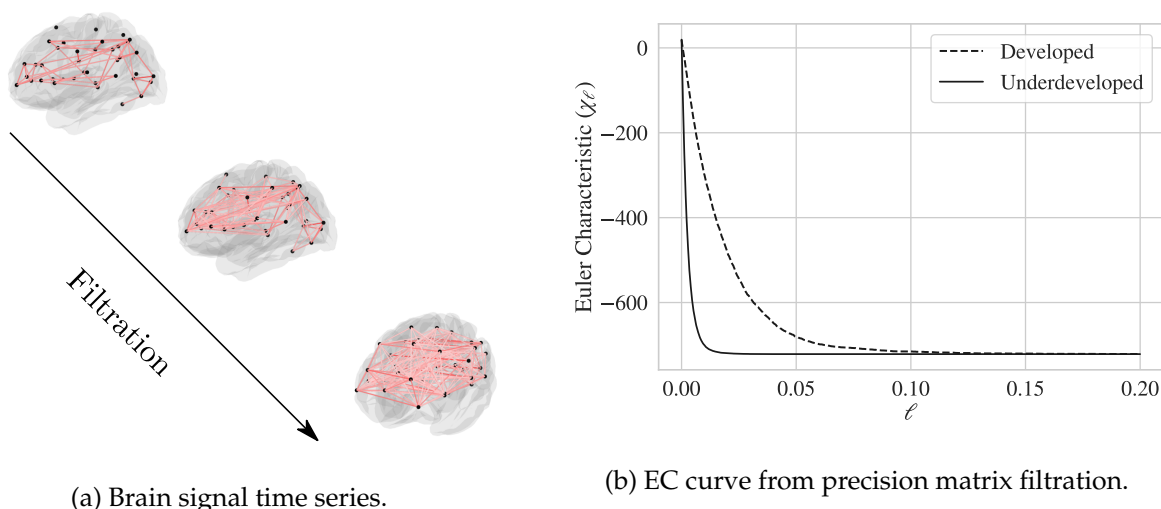 Filtration
(a) Brain signal time series.
Developed
Underdeveloped
Euler Characteristic (χℓ)
0
−200
−400
−600
0.00 0.05 0.10 0.15 0.20
ℓ
(b) EC curve from precision matrix filtration.